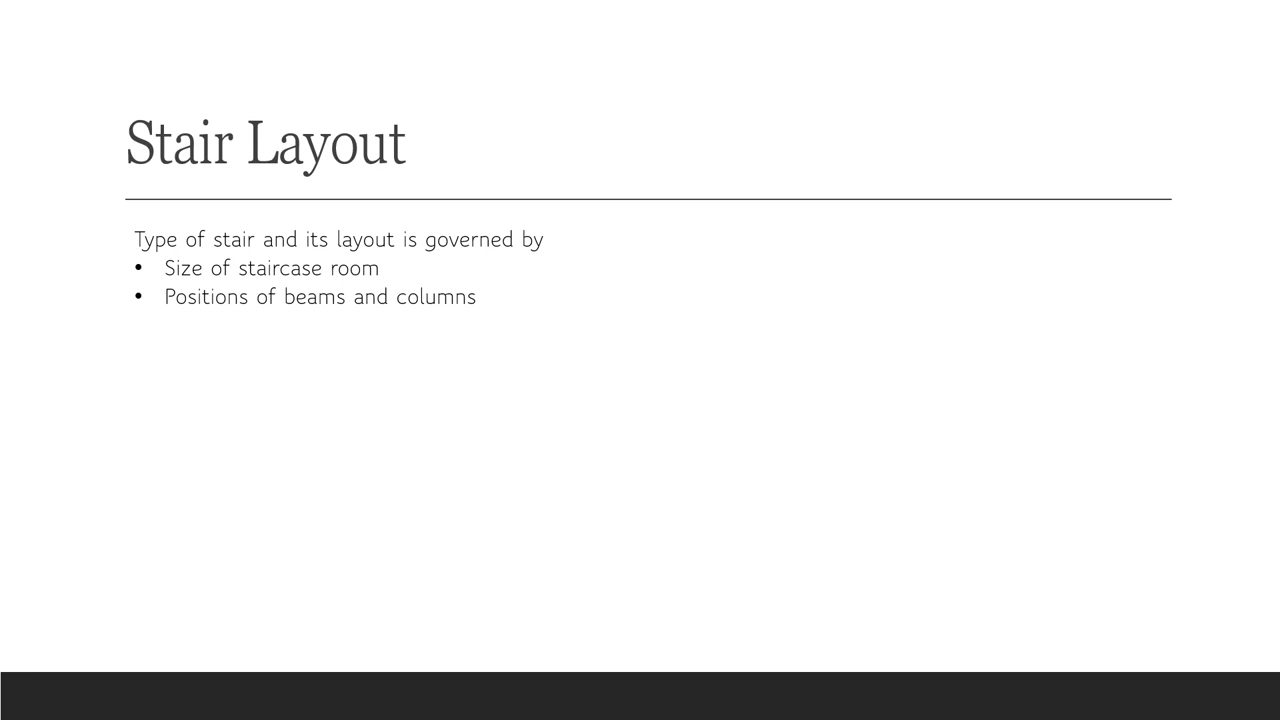 Stair Layout
Type of stair and its layout is governed by
• Size of staircase room
• Positions of beams and columns